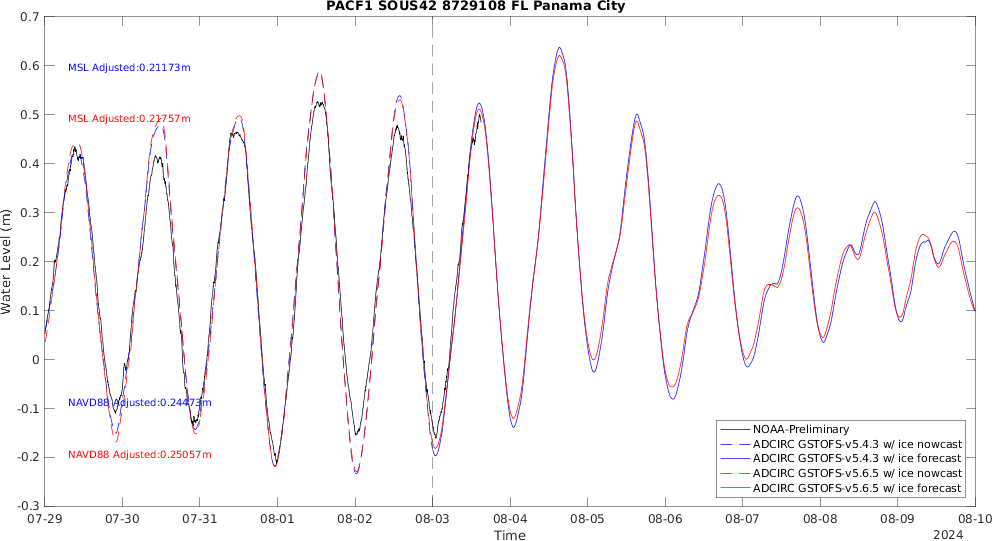 PACF1 SOUS42 8729108 FL Panama City
Water Level (m)
0.7
0.6
0.5
0.4
0.3
0.2
0.1
0
-0.1
-0.2
-0.3
MSL Adjusted:0.21173m
MSL Adjusted:0.21757m
NAVD88 Adjusted:0.24473m
NAVD88 Adjusted:0.25057m
NOAA-Preliminary
ADCIRC GSTOFS-v5.4.3 w/ ice nowcast
ADCIRC GSTOFS-v5.4.3 w/ ice forecast
ADCIRC GSTOFS-v5.6.5 w/ ice nowcast
ADCIRC GSTOFS-v5.6.5 w/ ice forecast
07-29 07-30 07-31 08-01 08-02 08-03 08-04 08-05 08-06 08-07 08-08 08-09 08-10
Time
2024